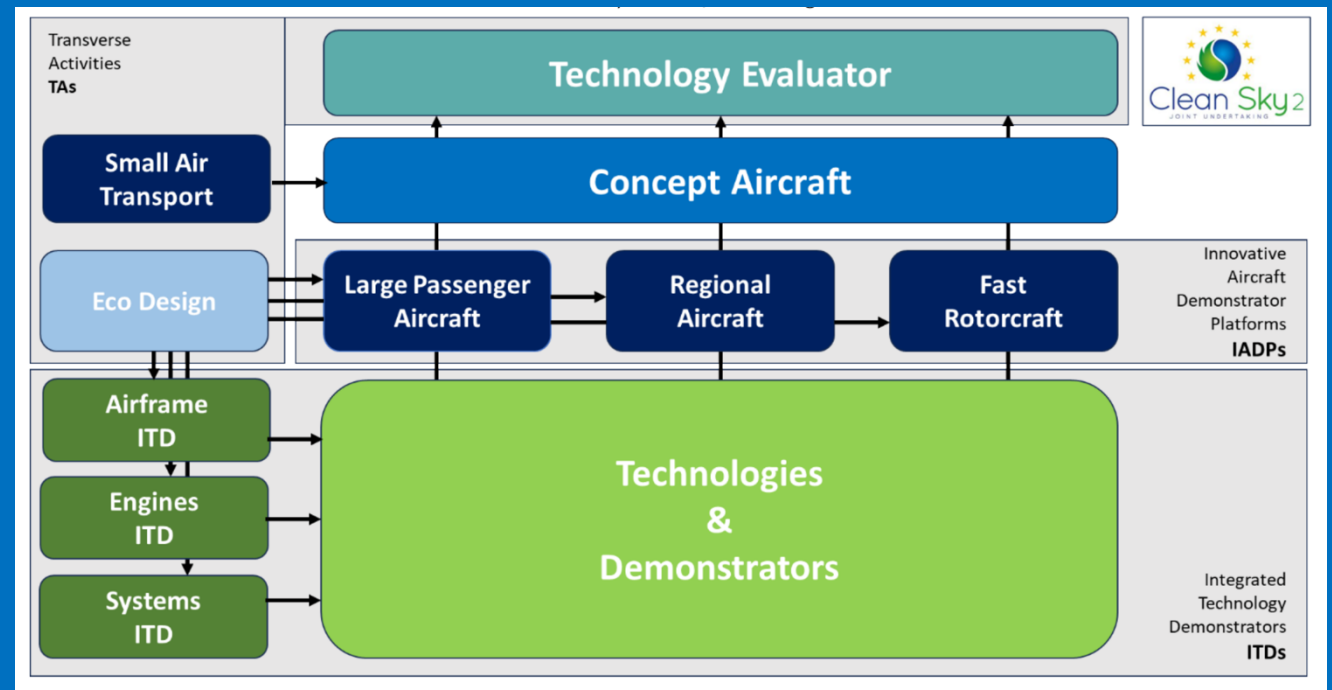 Transverse
Activities
TAs
Technology Evaluator
Clean Sky 2
JOINT UNDERTAKING
Small Air
Transport
Concept Aircraft
Eco Design
Large Passenger
Aircraft
Regional
Aircraft
Fast
Rotorcraft
Innovative
Aircraft
Demonstrator
Platforms
IADPs
Airframe
ITD
Engines
ITD
Systems
ITD
Technologies
&
Demonstrators
Integrated
Technology
Demonstrators
ITDs